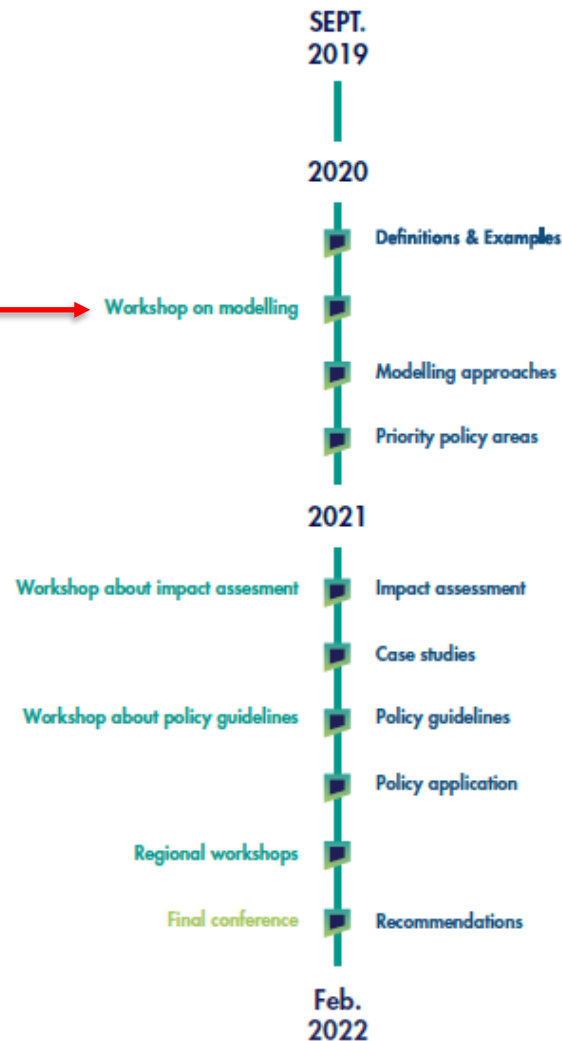 SEPT.
2019
2020
Definitions & Examples
Workshop on modelling
Modelling approaches
Priority policy areas
2021
Workshop about impact assesment
Impact assessment
Case studies
Workshop about policy guidelines
Policy guidelines
Policy application
Regional workshops
Final conference
Recommendations
Feb.
2022